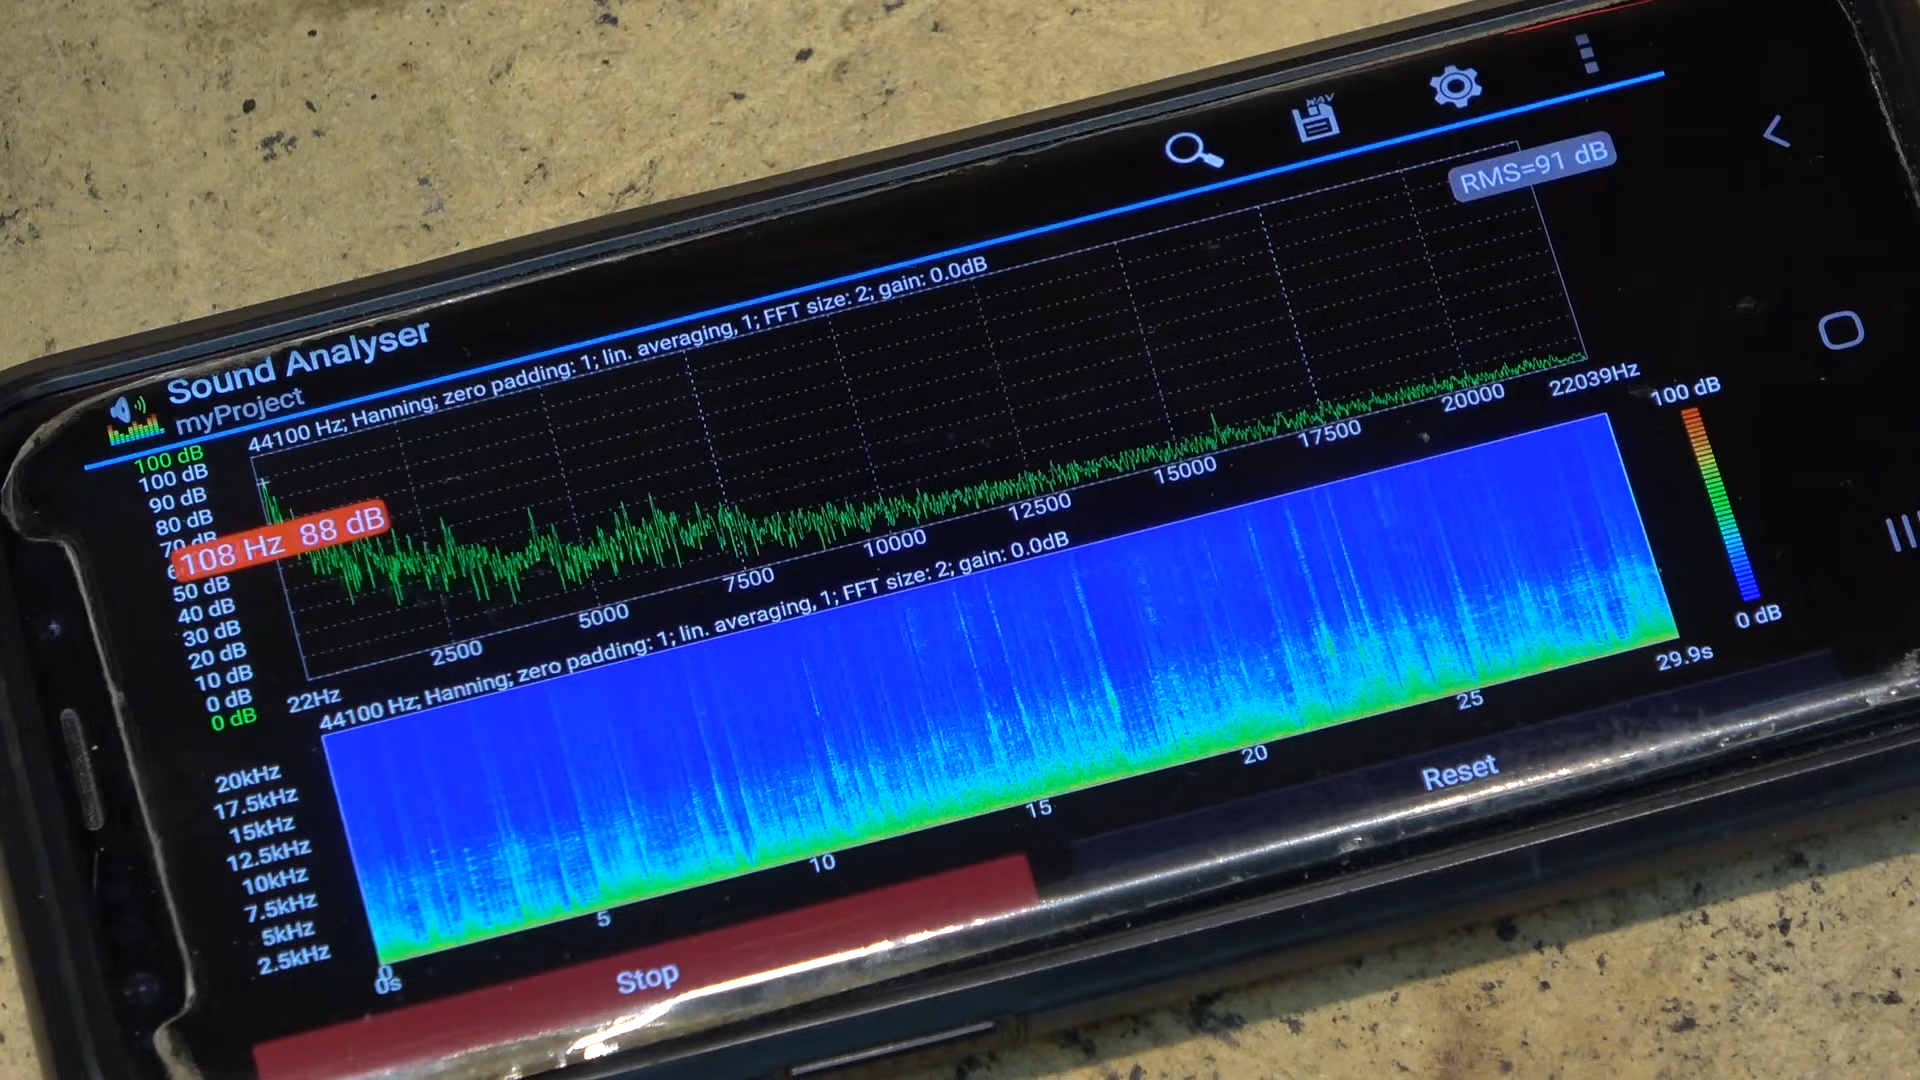 WAV
Sound Analyser
myProject
RMS=91 dB
44100 Hz; Hanning; zero padding: 1; lin. averaging, 1; FFT size: 2; gain: 0.0dB
100 dB
100 dB
90 dB
80 dB
108 Hz 88 dB
50 dB
40 dB
30 dB
20 dB
10 dB
0 dB
0 dB
22Hz
2500
5000
7500
10000
12500
15000
17500
20000
22039Hz
44100 Hz; Hanning; zero padding: 1; lin. averaging, 1; FFT size: 2; gain: 0.0dB
100 dB
0 dB
20kHz
17.5kHz
15kHz
12.5kHz
10kHz
7.5kHz
5kHz
2.5kHz
0
0s
5
10
15
20
25
29.9s
Stop
Reset